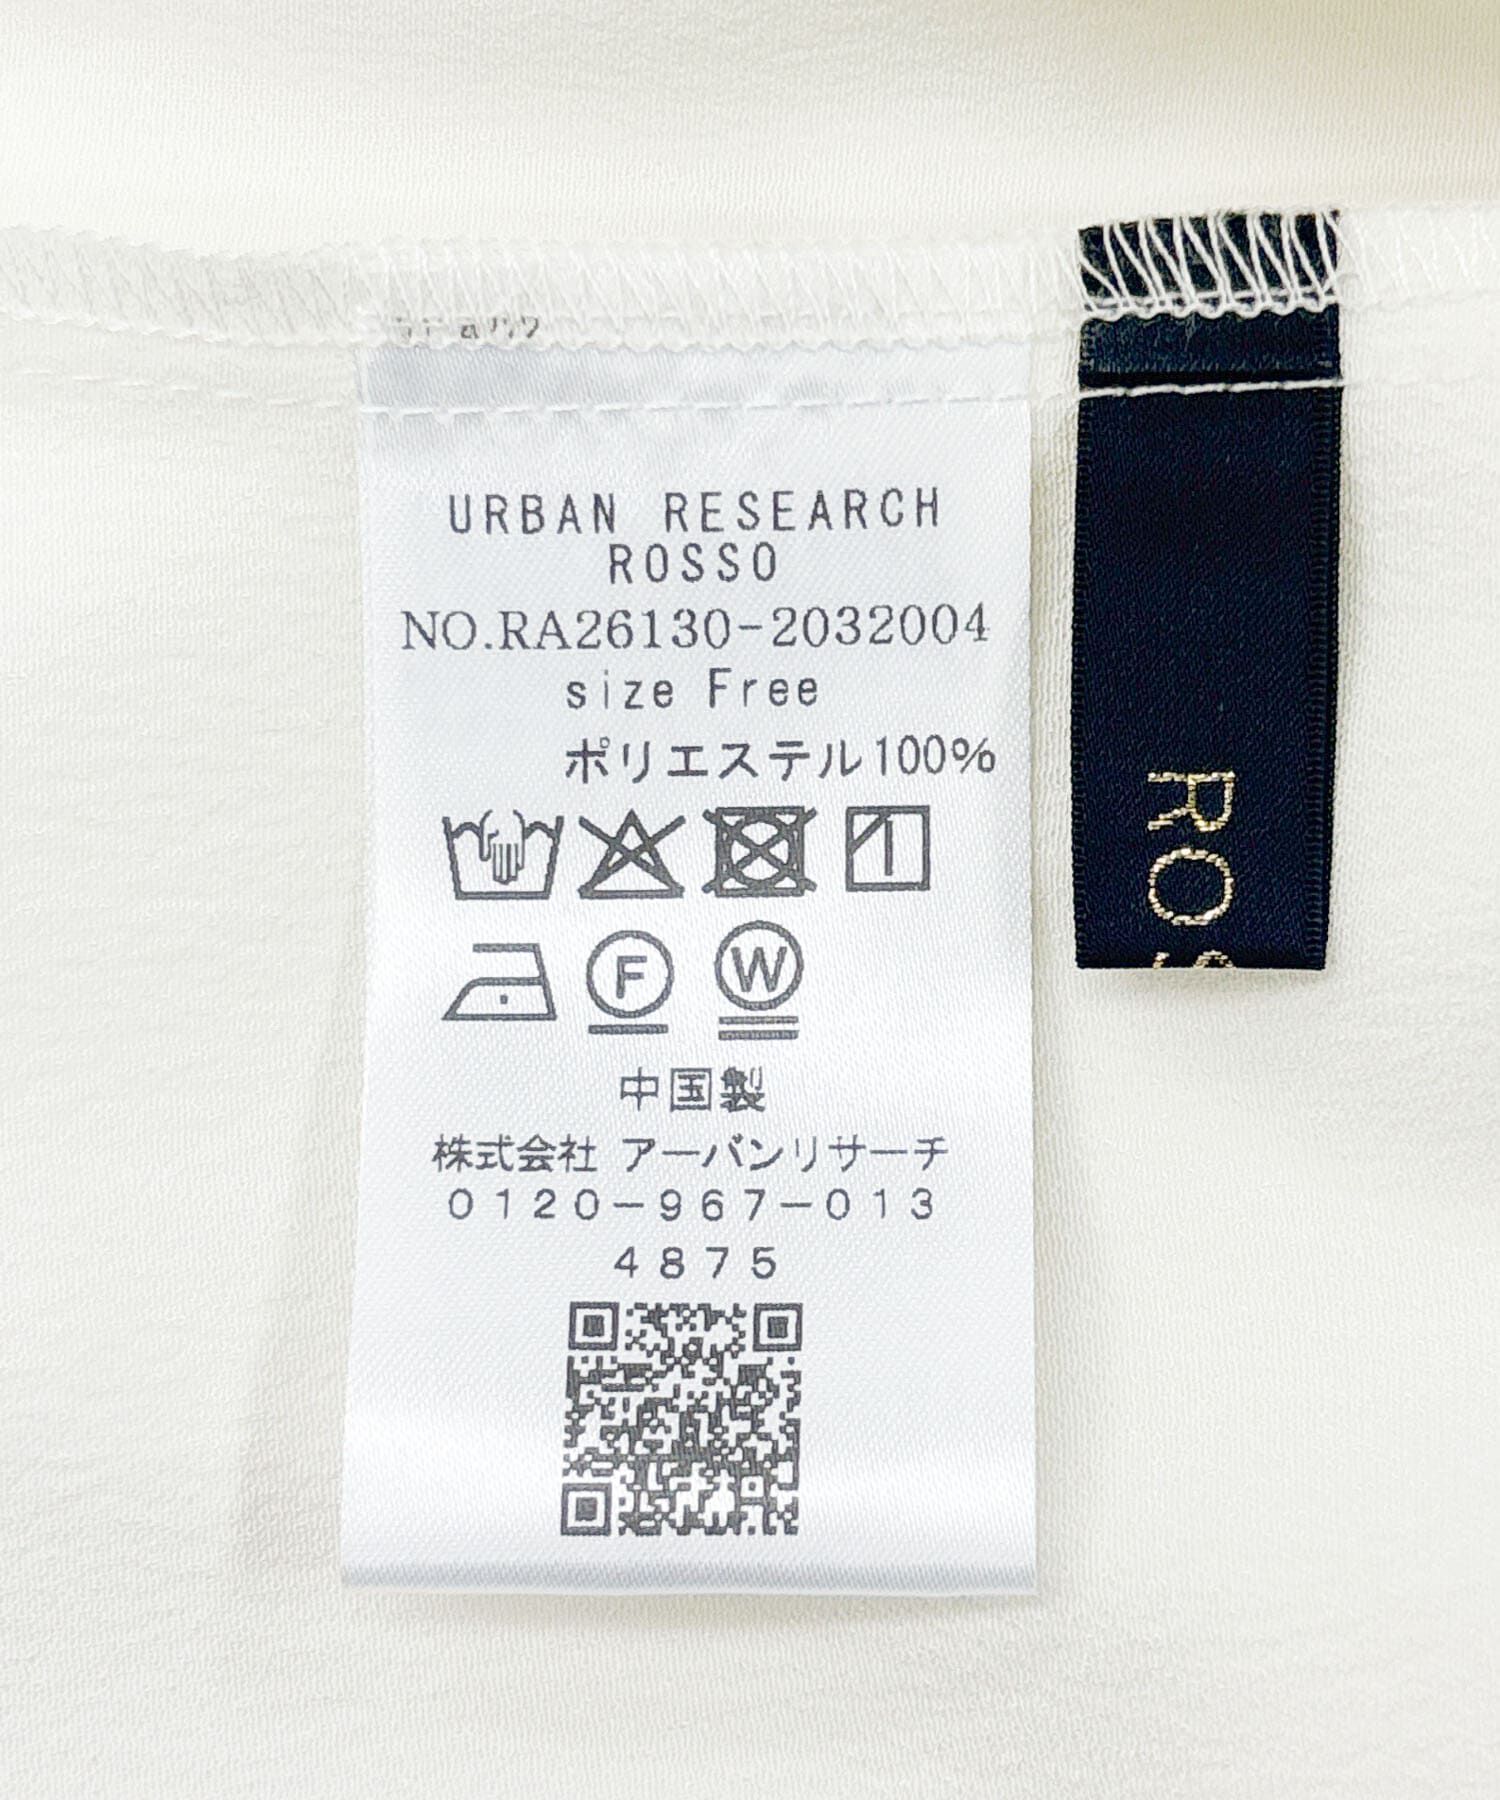 URBAN RESEARCH
ROSSO
NO.RA26130-2032004
size Free
ポリエステル100%
F
W
中国製
株式会社 アーバンリサーチ
0120-967-013
4875
ROS